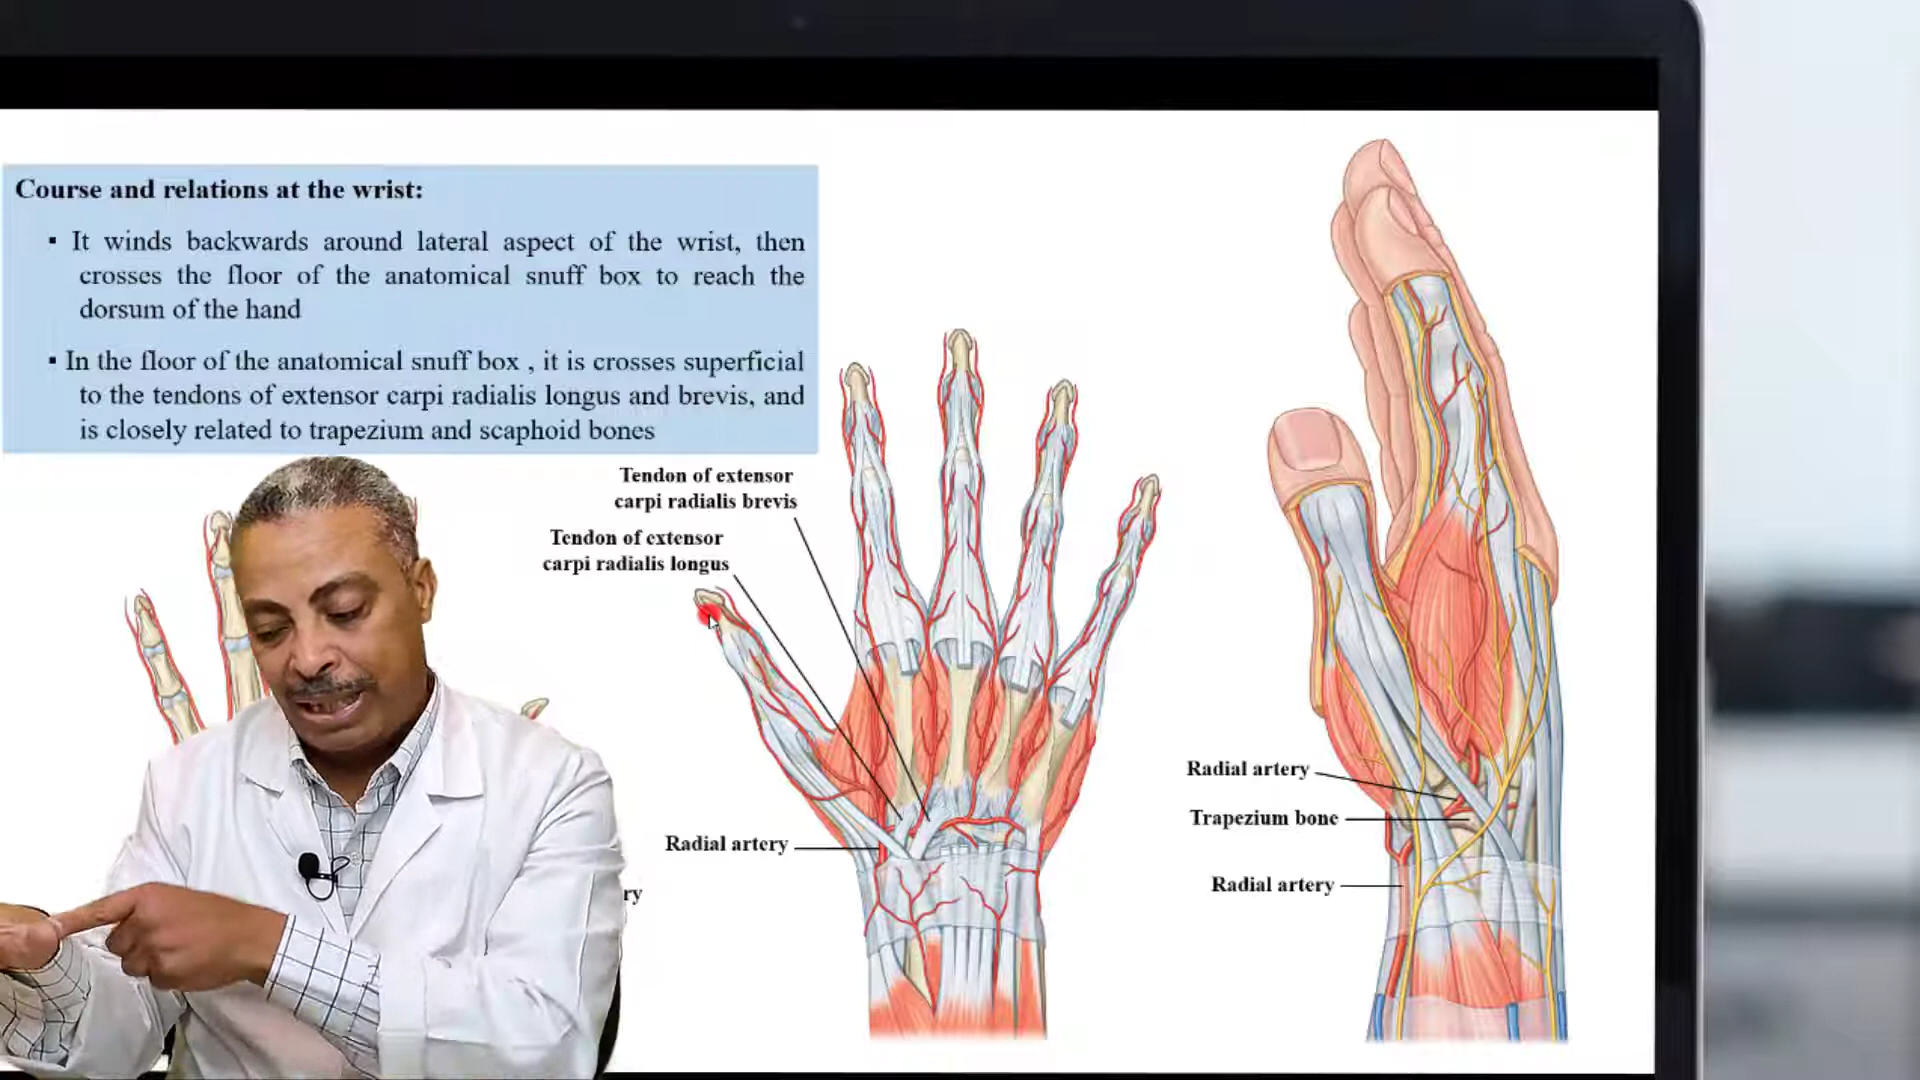 Course and relations at the wrist:
▪ It winds backwards around lateral aspect of the wrist, then
crosses the floor of the anatomical snuff box to reach the
dorsum of the hand
▪ In the floor of the anatomical snuff box , it is crosses superficial
to the tendons of extensor carpi radialis longus and brevis, and
is closely related to trapezium and scaphoid bones
Tendon of extensor
carpi radialis brevis
Tendon of extensor
carpi radialis longus
Radial artery
ry
Radial artery
Trapezium bone
Radial artery